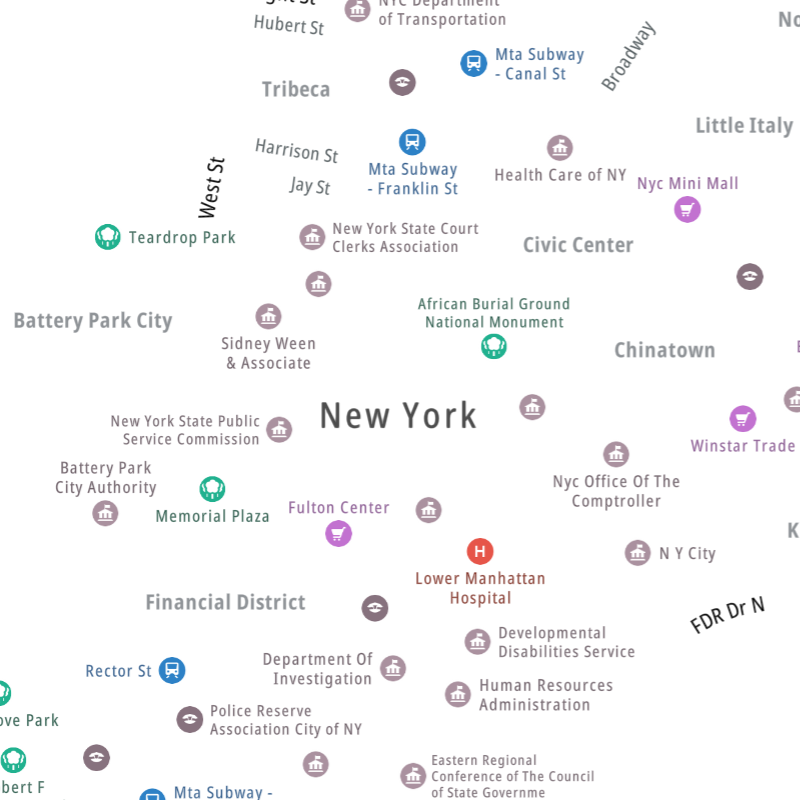 NYC Department
of Transportation
Hubert St
Mta Subway
- Canal St
Broadway
Tribeca
Little Italy
Harrison St
Mta Subway
- Franklin St
Health Care of NY
Jay St
Nyc Mini Mall
West St
Teardrop Park
New York State Court
Clerks Association
Civic Center
African Burial Ground
National Monument
Battery Park City
Sidney Ween
& Associate
Chinatown
New York
New York State Public
Service Commission
Winstar Trade
Battery Park
City Authority
Nyc Office Of The
Comptroller
Memorial Plaza
Fulton Center
N Y City
Lower Manhattan
Hospital
Financial District
FDR Dr N
Developmental
Disabilities Service
Rector St
Department Of
Investigation
Human Resources
Administration
ove Park
Police Reserve
Association City of NY
Eastern Regional
Conference of The Council
of State Governme
bert F
Mta Subway -